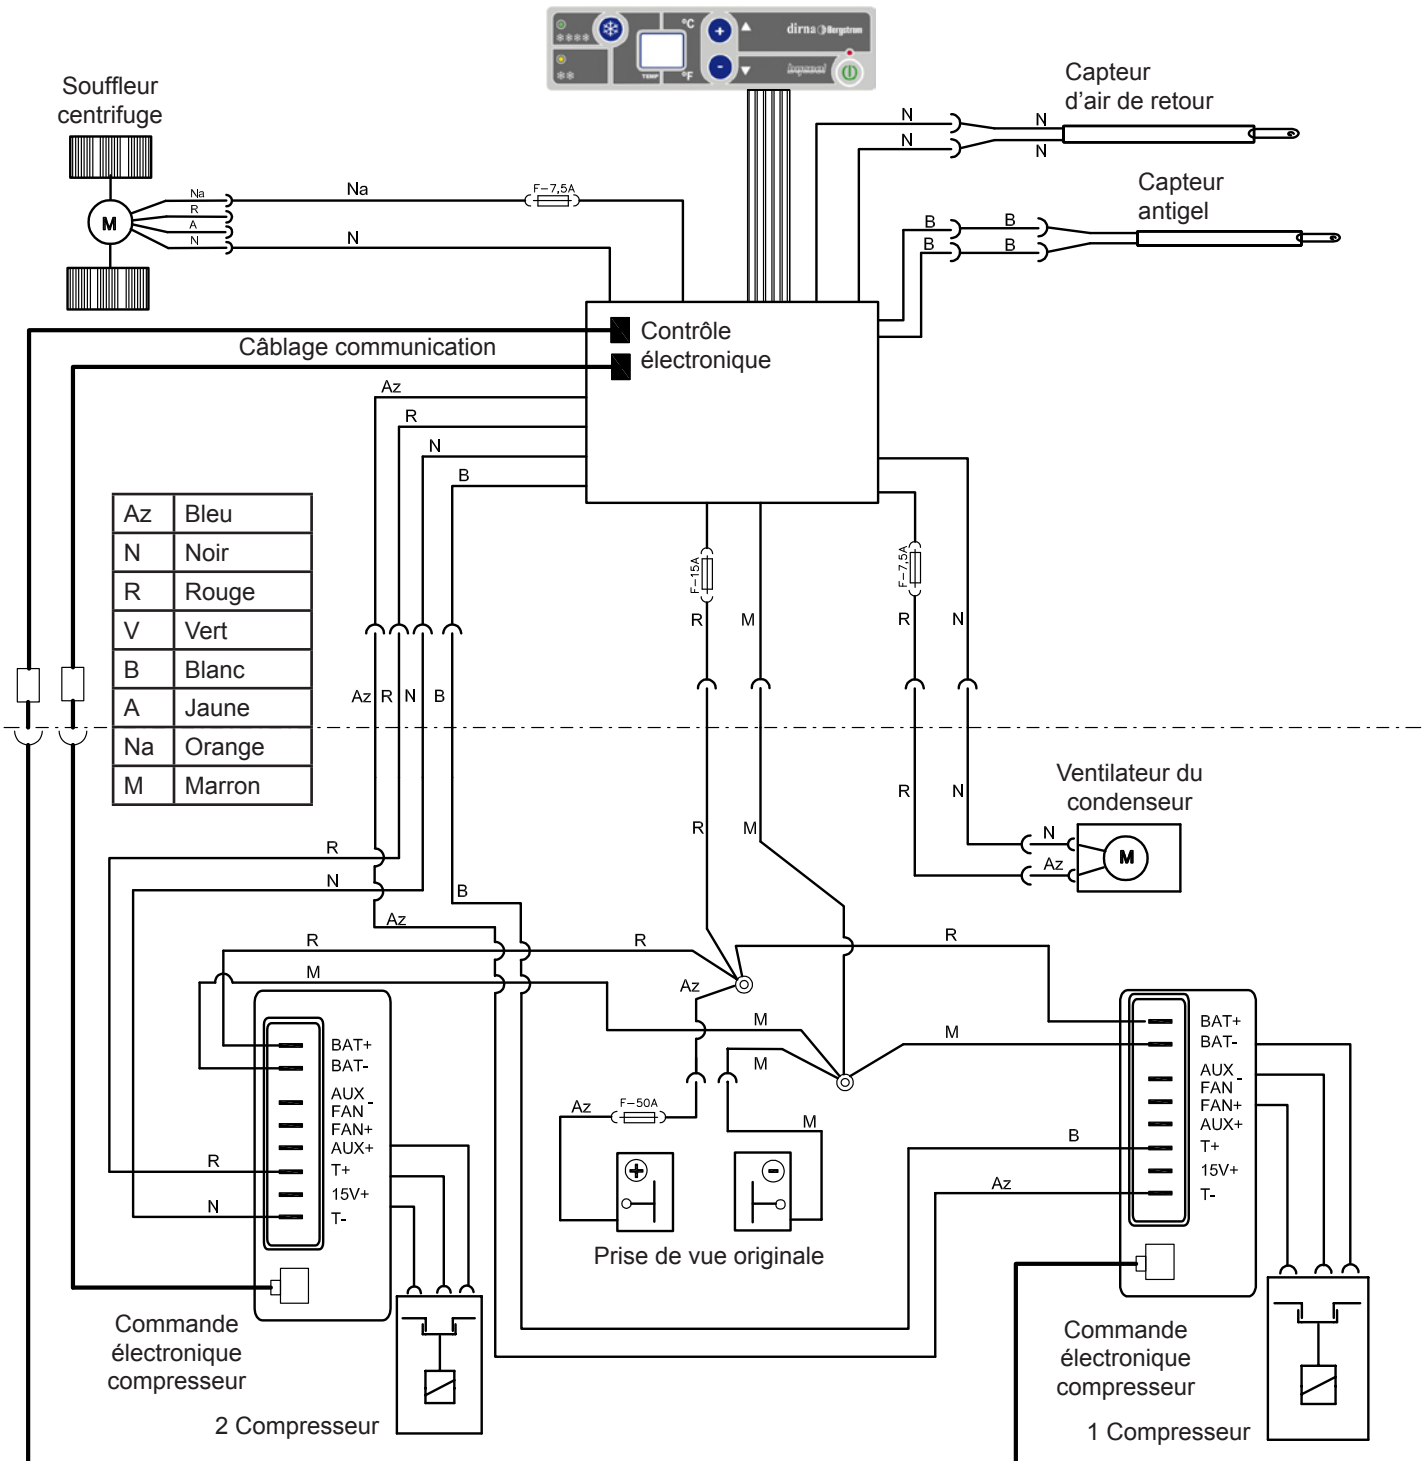 °C
dirna Bergstrom
TEMP
°F
Souffleur
centrifuge
Capteur
d'air de retour
N
N
N
N
Capteur
antigel
Na
R
A
N
M
Na
F-7,5A
N
B
B
B
B
Contrôle
électronique
Câblage communication
Az
R
N
B
Az Bleu
N Noir
R Rouge
V Vert
B Blanc
A Jaune
Na Orange
M Marron
F-15A
F-7,5A
R
M
R
N
Az
R
N
B
Ventilateur du
condenseur
R
N
R
M
N
Az
M
R
N
B
Az
R
R
R
M
Az
M
M
M
BAT+
BAT-
AUX
FAN -
FAN+
AUX+
T+
15V+
T-
R
N
Az
F-50A
M
+
-
Prise de vue originale
BAT+
BAT-
AUX
FAN -
FAN+
AUX+
T+
15V+
T-
B
Az
Commande
électronique
compresseur
2 Compresseur
Commande
électronique
compresseur
1 Compresseur